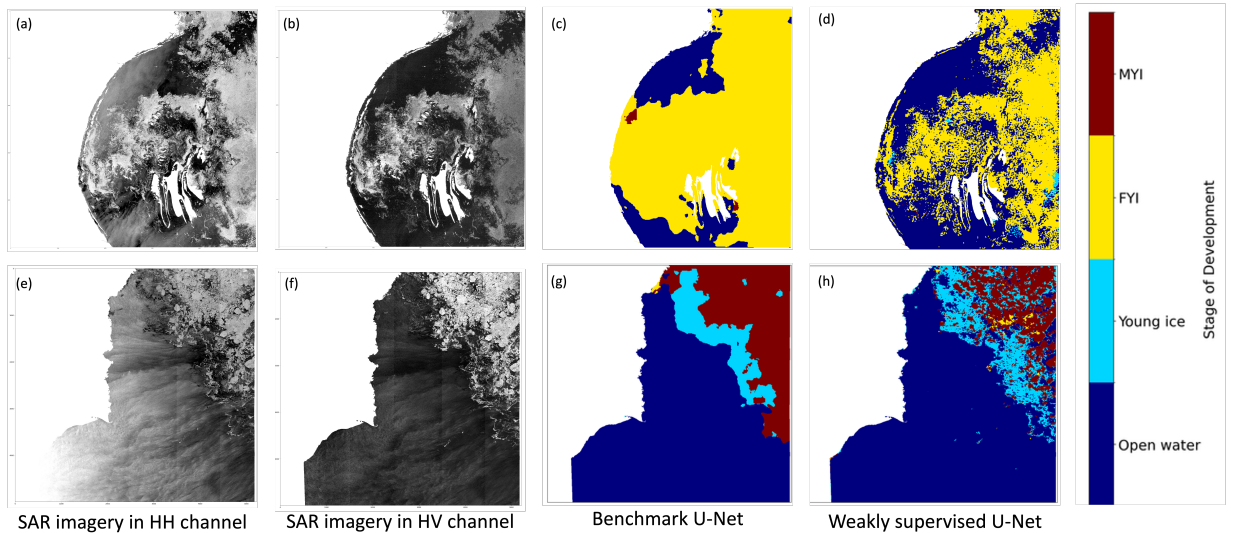 (a)
(b)
(c)
(d)
MYI
FYI
Young ice
Open water
Stage of Development
(e)
(f)
(g)
(h)
SAR imagery in HH channel
SAR imagery in HV channel
Benchmark U-Net
Weakly supervised U-Net